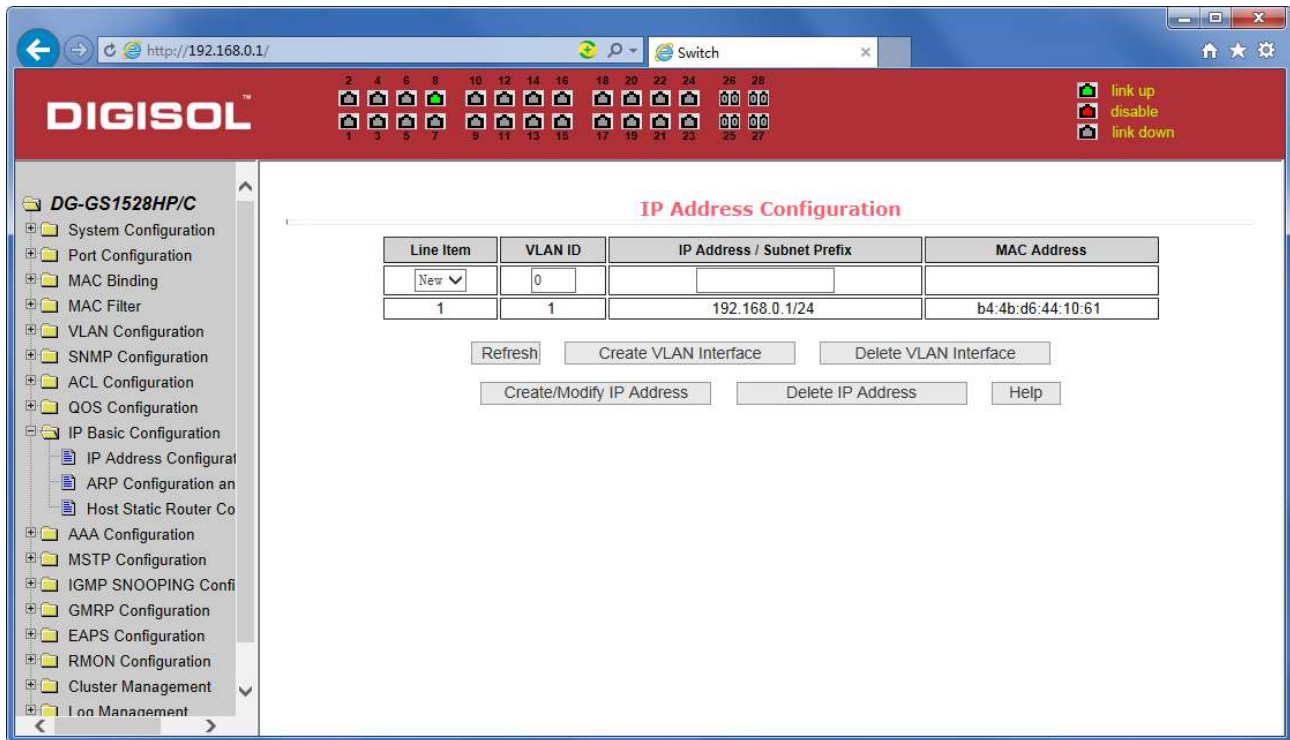 http://192.168.0.1/
Switch
DIGISOL™
2 4 6 8 10 12 14 16 18 20 22 24 26 28
1 3 5 7 9 11 13 15 17 19 21 23 25 27
link up
disable
link down
DG-GS1528HP/C
System Configuration
Port Configuration
MAC Binding
MAC Filter
VLAN Configuration
SNMP Configuration
ACL Configuration
QOS Configuration
IP Basic Configuration
IP Address Configurat
ARP Configuration an
Host Static Router Co
AAA Configuration
MSTP Configuration
IGMP SNOOPING Confi
GMRP Configuration
EAPS Configuration
RMON Configuration
Cluster Management
Log Management
IP Address Configuration
Line Item VLAN ID IP Address / Subnet Prefix MAC Address
New 0
1 1 192.168.0.1/24 b4:4b:d6:44:10:61
Refresh Create VLAN Interface Delete VLAN Interface
Create/Modify IP Address Delete IP Address Help